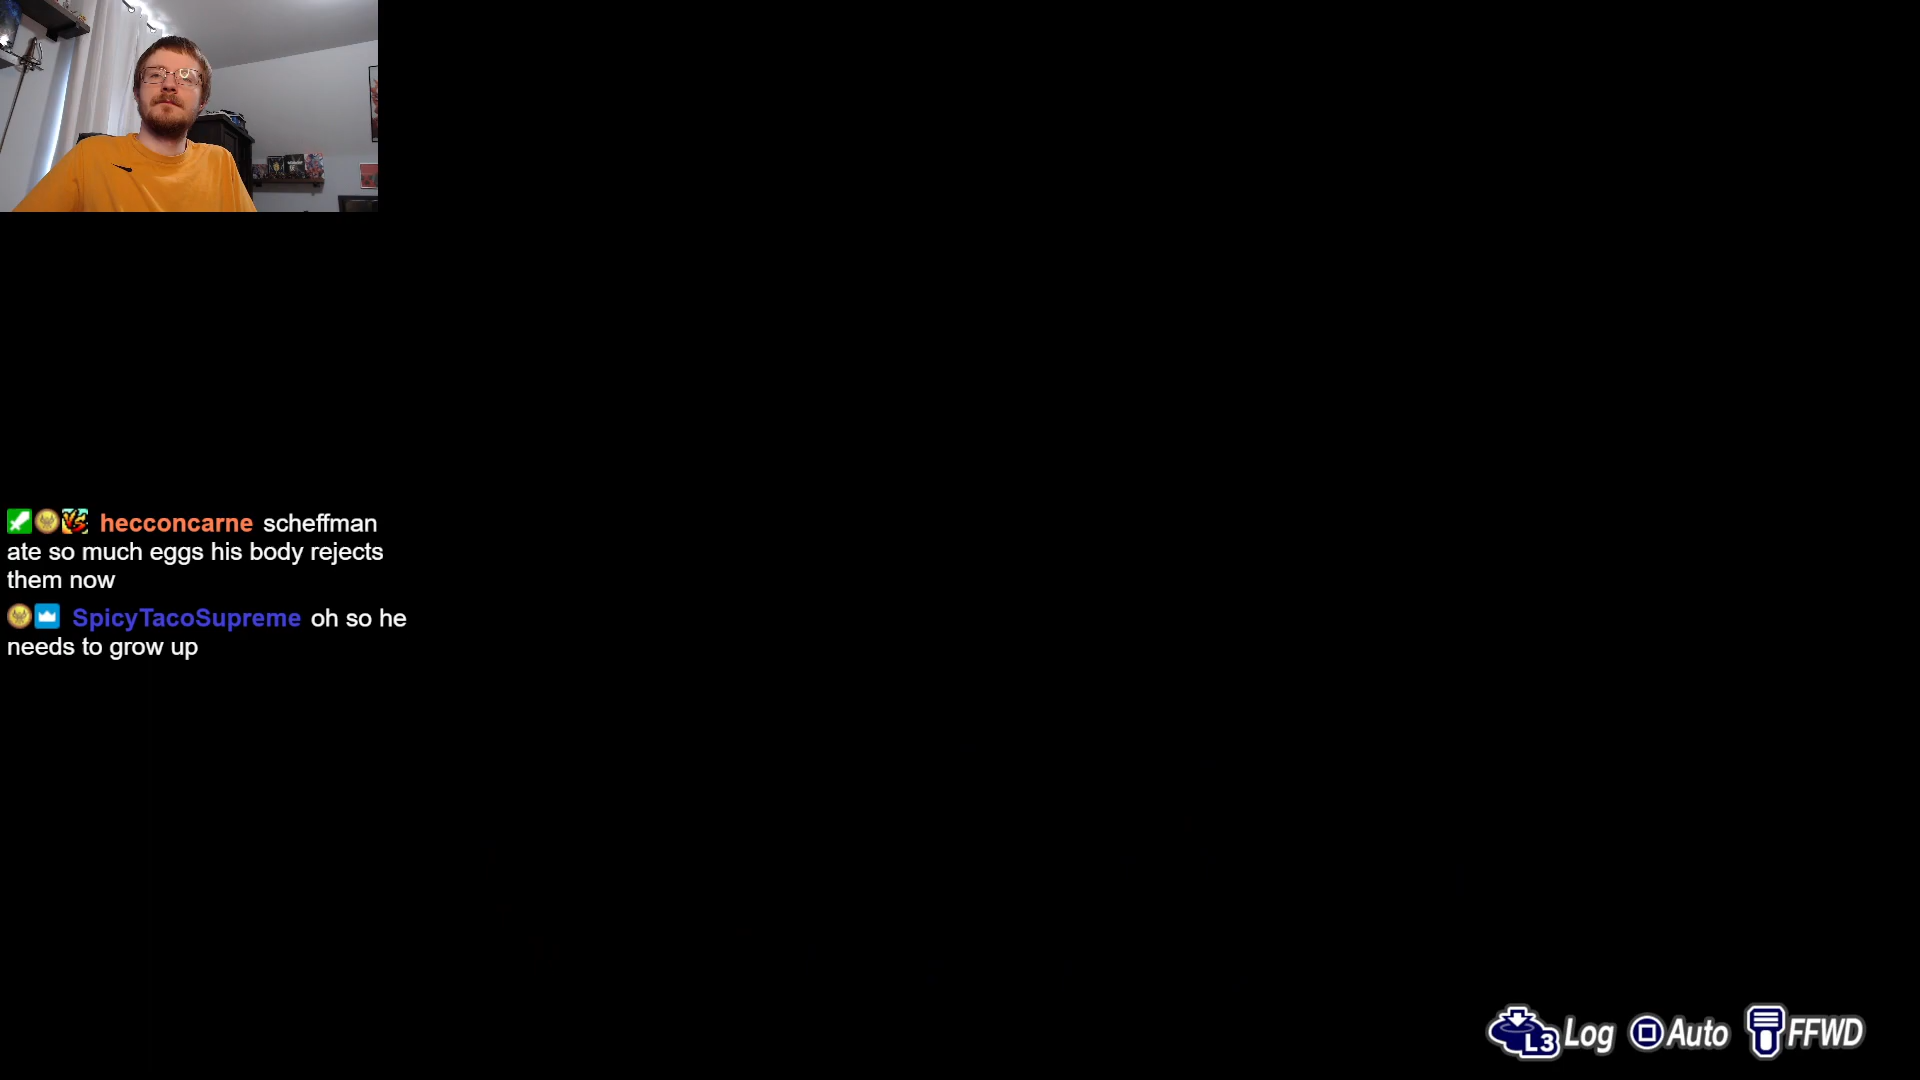 hecconcarne scheffman
ate so much eggs his body rejects
them now
SpicyTacoSupreme oh so he
needs to grow up
L3 Log Auto FFWD